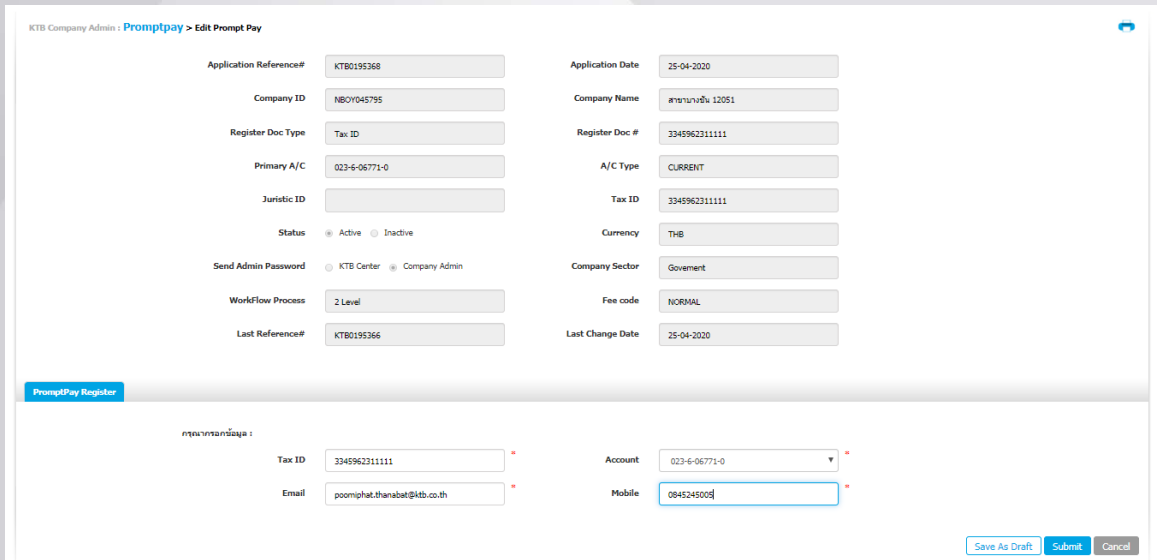 KTB Company Admin : Promptpay > Edit Prompt Pay
Application Reference# KTB0195368 Application Date 25-04-2020
Company ID NBOY045795 Company Name สาขาบางชัน 12051
Register Doc Type Tax ID Register Doc # 3345962311111
Primary A/C 023-6-06771-0 A/C Type CURRENT
Juristic ID Tax ID 3345962311111
Status Active Inactive Currency THB
Send Admin Password KTB Center Company Admin Company Sector Goverment
WorkFlow Process 2 Level Fee code NORMAL
Last Reference# KTB0195366 Last Change Date 25-04-2020
PromptPay Register
กรุณากรอกข้อมูล :
Tax ID 3345962311111 * Account 023-6-06771-0 *
Email poomiphat.thanabat@ktb.co.th * Mobile 0845245005 *
Save As Draft Submit Cancel